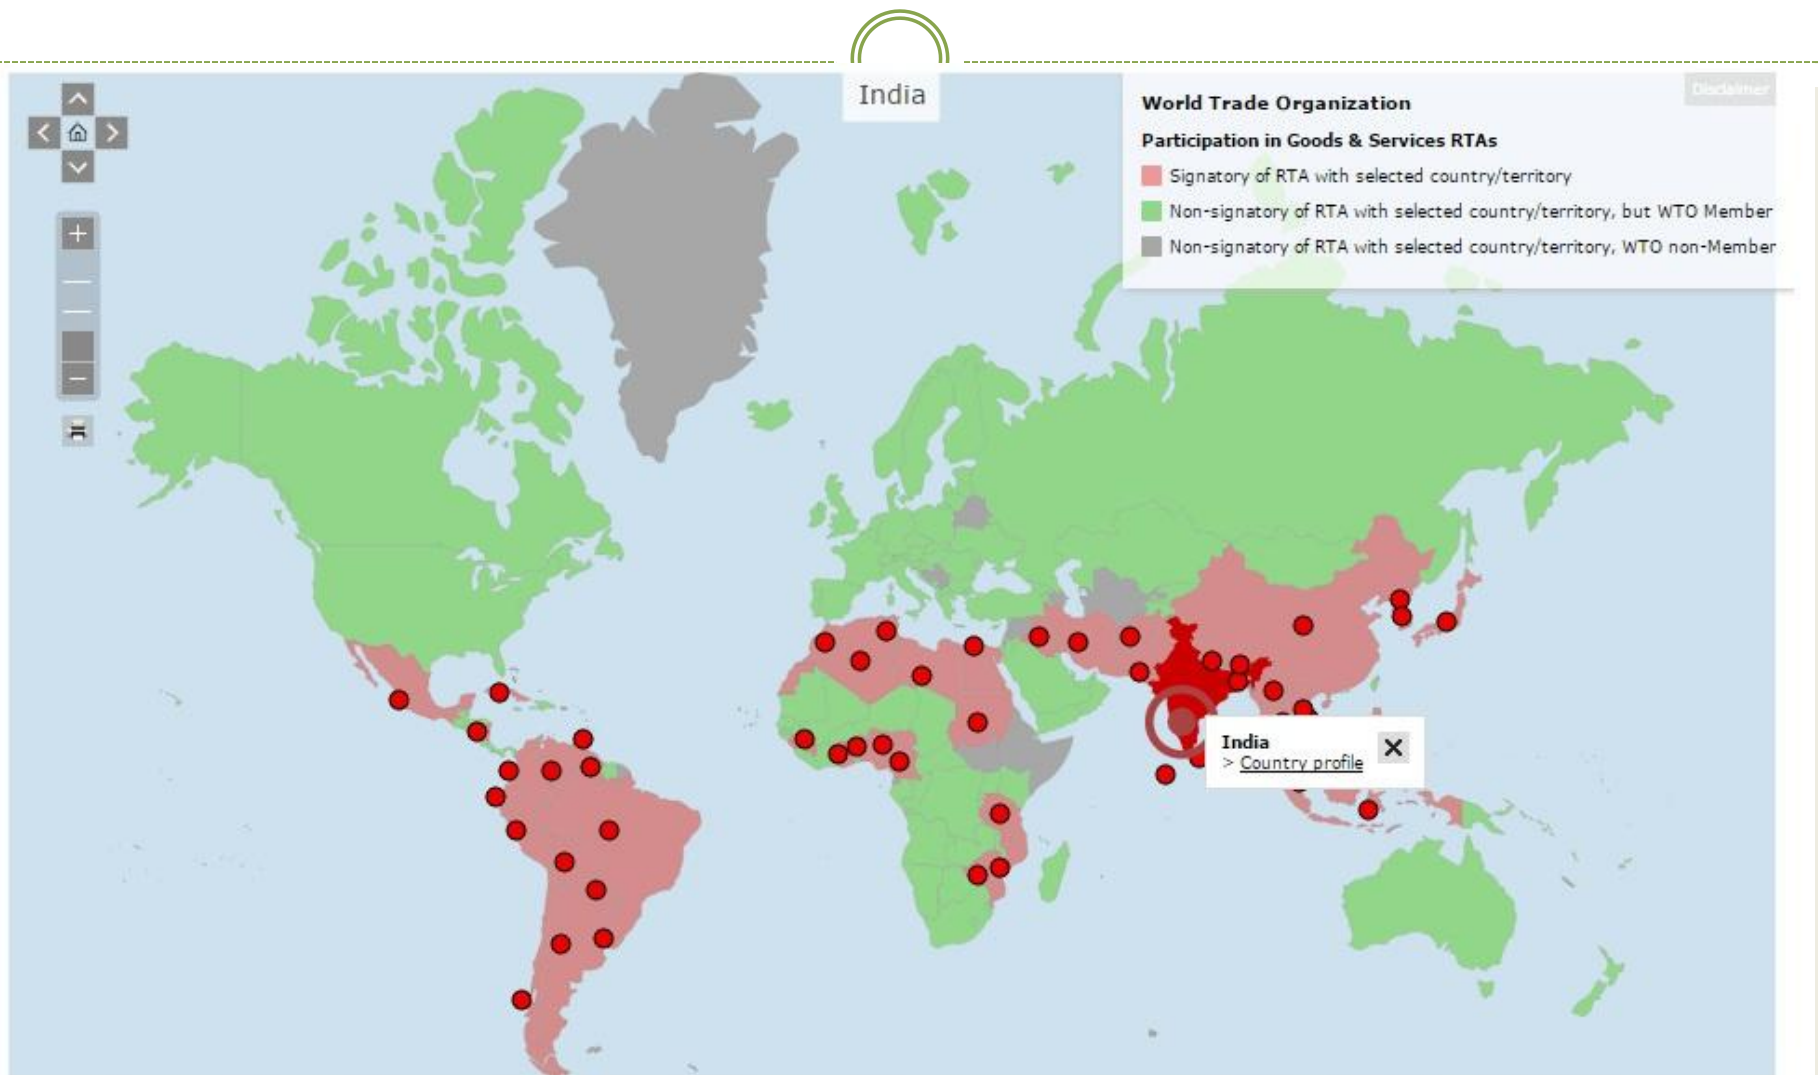 India
Disclaimer
World Trade Organization
Participation in Goods & Services RTAs
Signatory of RTA with selected country/territory
Non-signatory of RTA with selected country/territory, but WTO Member
Non-signatory of RTA with selected country/territory, WTO non-Member
India
> Country profile